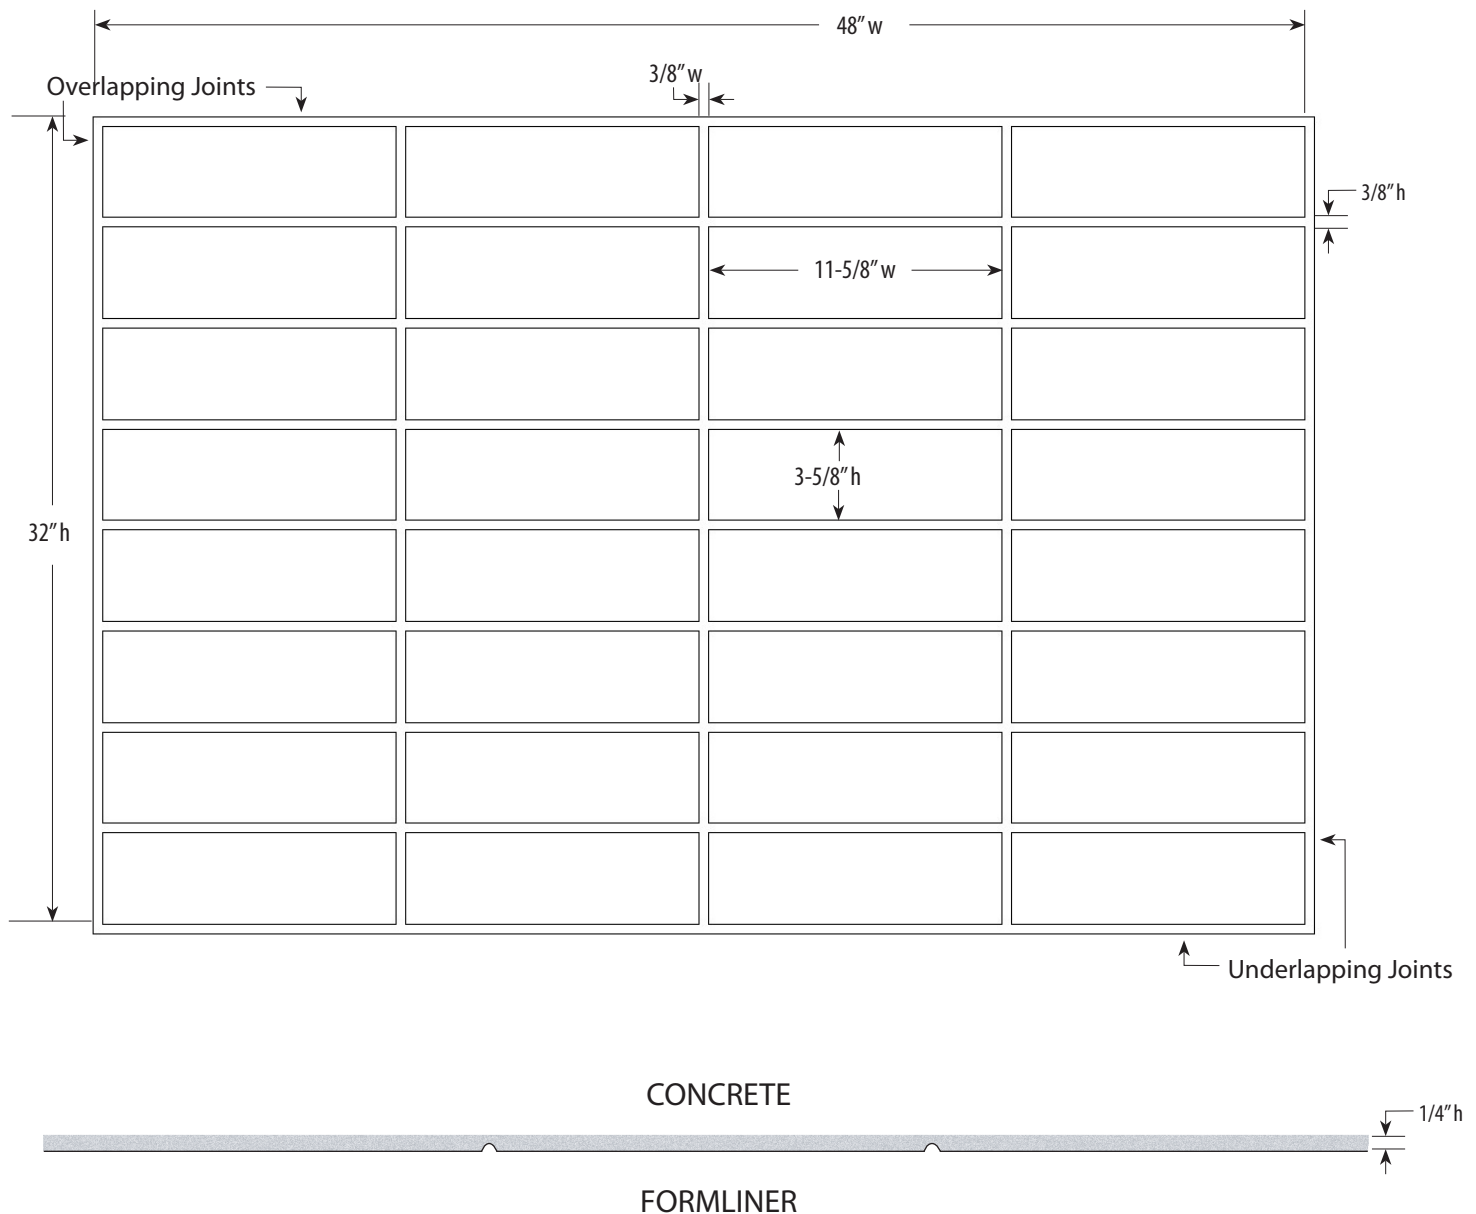 48” w
3/8” w
Overlapping Joints
3/8” h
11-5/8” w
3-5/8” h
32” h
Underlapping Joints
CONCRETE
1/4” h
FORMLINER